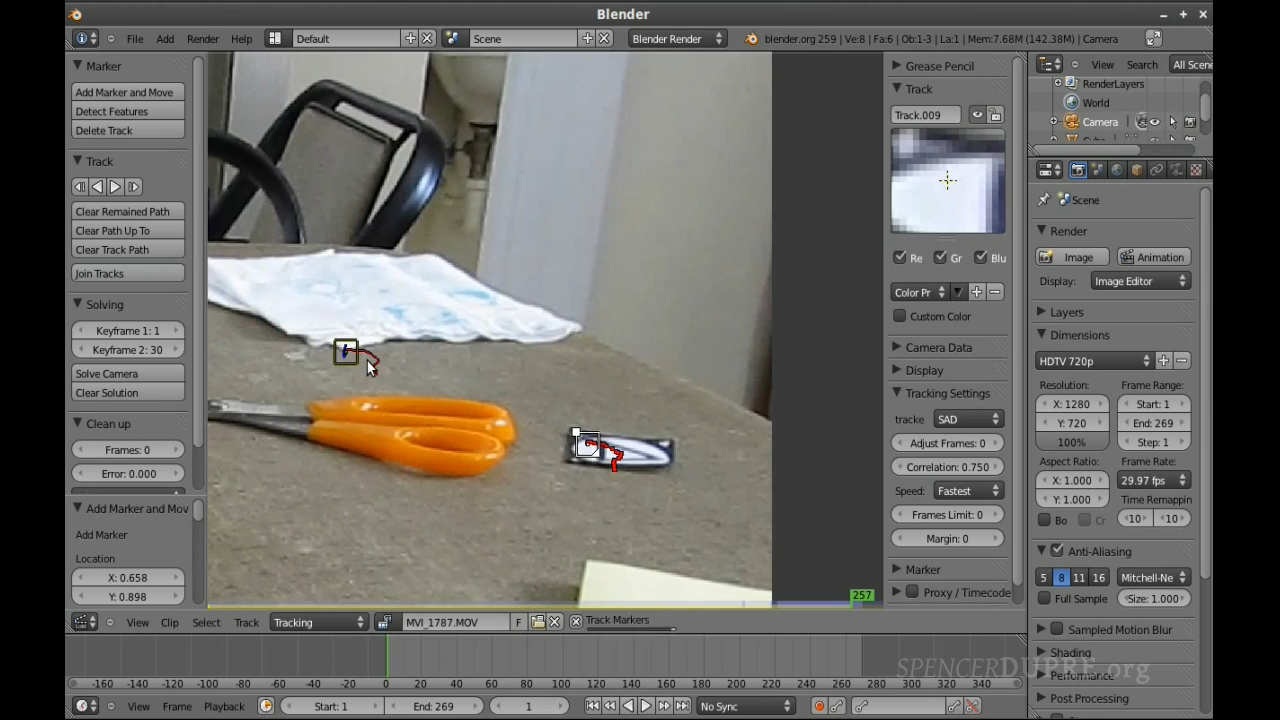 Blender
File Add Render Help Default Scene Blender Render blender.org 259 | Ve:8 | Fa:6 | Ob:1-3 | La:1 | Mem:7.68M (142.38M) | Camera
Marker
Add Marker and Move
Detect Features
Delete Track
Track
Clear Remained Path
Clear Path Up To
Clear Track Path
Join Tracks
Solving
Keyframe 1: 1
Keyframe 2: 30
Solve Camera
Clear Solution
Clean up
Frames: 0
Error: 0.000
Add Marker and Mov
Add Marker
Location
X: 0.658
Y: 0.898
257
View Clip Select Track Tracking MVI_1787.MOV F Track Markers
Grease Pencil
Track
Track.009
Re Gr Blu
Color Pr
Custom Color
Camera Data
Display
Tracking Settings
tracke SAD
Adjust Frames: 0
Correlation: 0.750
Speed: Fastest
Frames Limit: 0
Margin: 0
Marker
Proxy / Timecode
View Search All Scen
RenderLayers
World
Camera
Scene
Render
Image Animation
Display: Image Editor
Layers
Dimensions
HDTV 720p
Resolution: Frame Range:
X: 1280 Start: 1
Y: 720 End: 269
100% Step: 1
Aspect Ratio: Frame Rate:
X: 1.000 29.97 fps
Y: 1.000 Time Remappin
Bo Cr 10 10
Anti-Aliasing
5 8 11 16 Mitchell-Ne
Full Sample Size: 1.000
Sampled Motion Blur
Shading
Performance
Post Processing
SPENCERDUPRE.org
-160 -140 -120 -100 -80 -60 -40 -20 0 20 40 60 80 100 120 140 160 180 200 220 240 260 280 300 320 340
View Frame Playback Start: 1 End: 269 1 No Sync